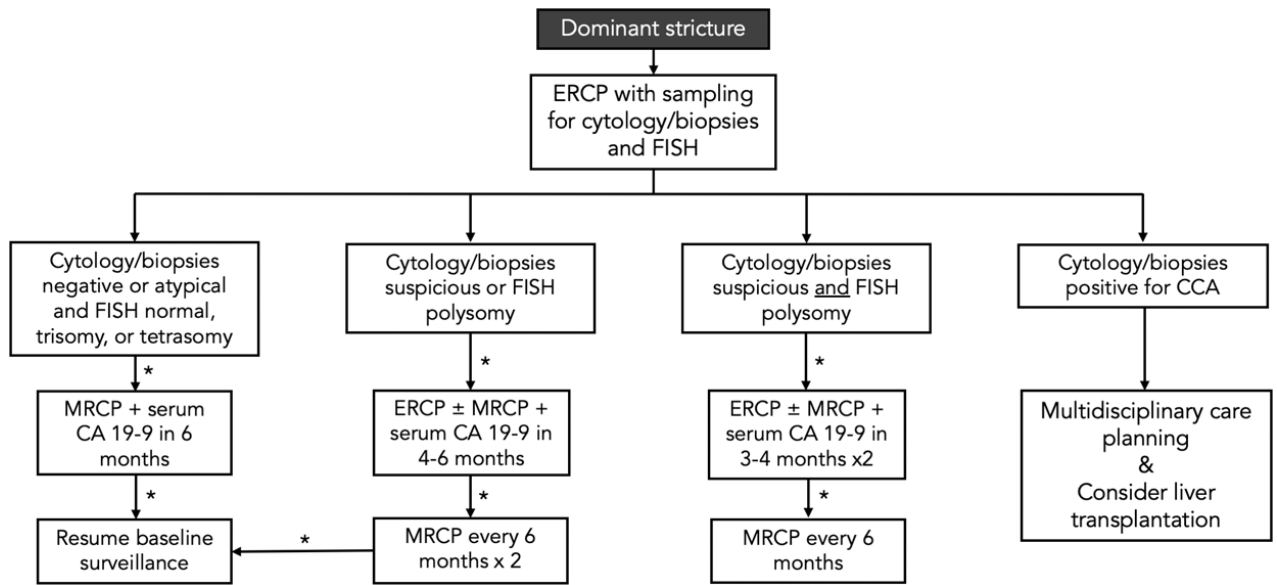 Dominant stricture
ERCP with sampling
for cytology/biopsies
and FISH
Cytology/biopsies
negative or atypical
and FISH normal,
trisomy, or tetrasomy
*
MRCP + serum
CA 19-9 in 6
months
*
Resume baseline
surveillance
Cytology/biopsies
suspicious or FISH
polysomy
*
ERCP ± MRCP +
serum CA 19-9 in
4-6 months
*
MRCP every 6
months x 2
*
Cytology/biopsies
suspicious and FISH
polysomy
*
ERCP ± MRCP +
serum CA 19-9 in
3-4 months x2
*
MRCP every 6
months
Cytology/biopsies
positive for CCA
Multidisciplinary care
planning
&
Consider liver
transplantation